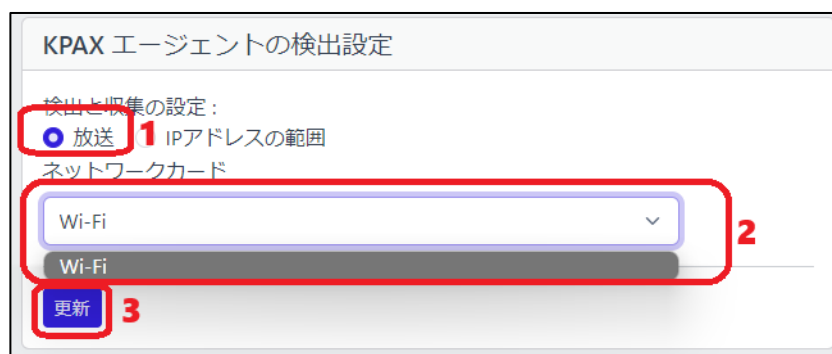 KPAX エージェントの検出設定
検出と収集の設定 :
放送 1 IPアドレスの範囲
ネットワークカード
Wi-Fi
2
Wi-Fi
更新 3